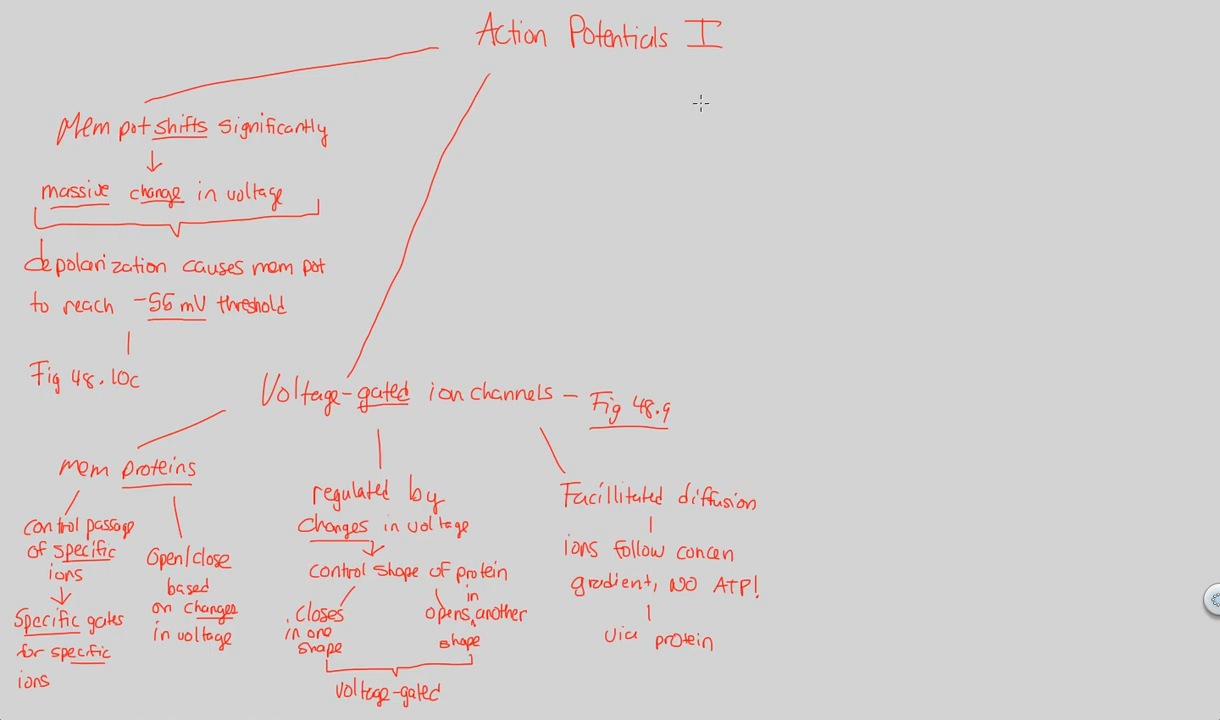 Action Potentials I
Mem pot shifts significantly
massive change in voltage
depolarization causes mem pot
to reach -55 mV threshold
Fig 48.10c
Voltage-gated ion channels - Fig 48.9
mem proteins
control passage
of specific
ions
Specific gates
for specific
ions
Open/close
based
on changes
in voltage
regulated by
changes in voltage
control shape of protein
closes
in one
shape
opens in another
shape
voltage-gated
Facillitated diffusion
ions follow concen
gradient, NO ATP!
via protein